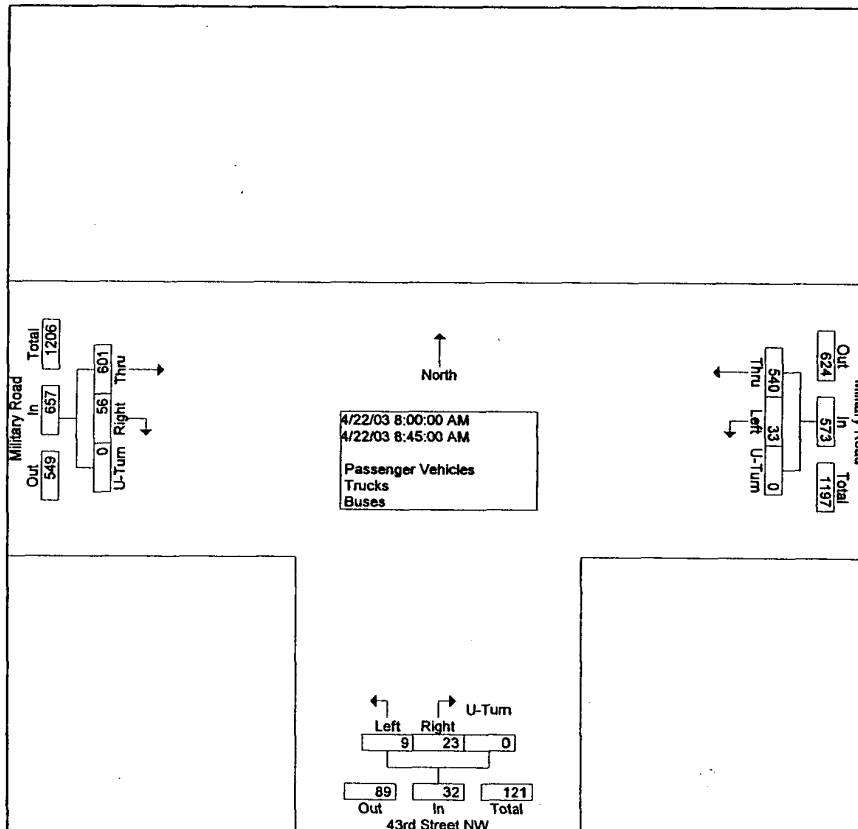 North
4/22/03 8:00:00 AM
4/22/03 8:45:00 AM
Passenger Vehicles
Trucks
Buses
Military Road
Total
1206
In
657
Out
549
601
Thru
56
Right
0
U-Turn
Out
624
In
573
Total
1197
540
Thru
33
Left
0
U-Turn
Road
Left Right U-Turn
9 23 0
89 32 121
Out In Total
43rd Street NW